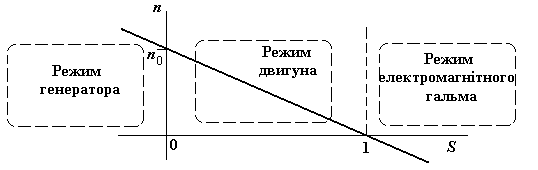 n
n0
Режим
генератора
Режим
двигуна
Режим
електромагнітного
гальма
0
1
S